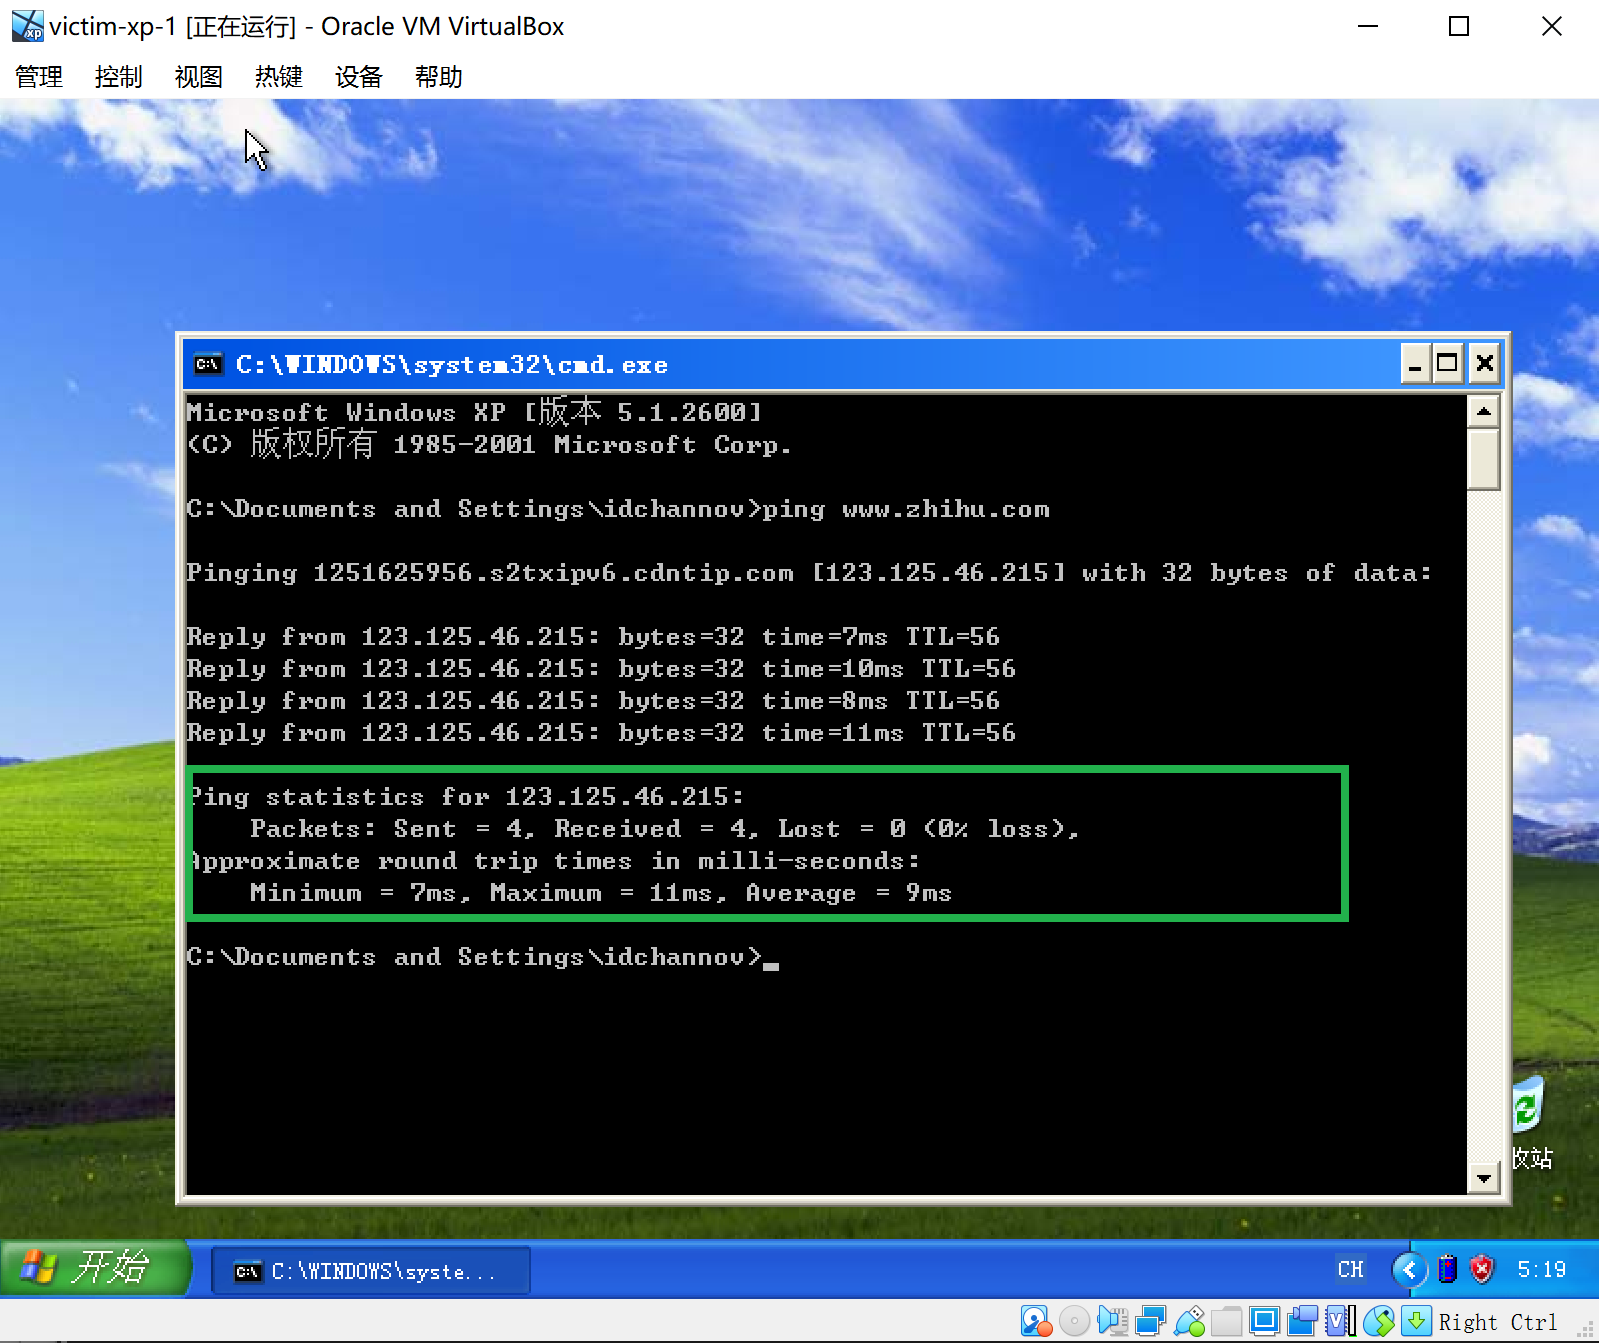 victim-xp-1 [正在运行] - Oracle VM VirtualBox
管理 控制 视图 热键 设备 帮助
C:\WINDOWS\system32\cmd.exe
Microsoft Windows XP [版本 5.1.2600]
(C) 版权所有 1985-2001 Microsoft Corp.
C:\Documents and Settings\idchannov>ping www.zhihu.com
Pinging 1251625956.s2txipv6.cdntip.com [123.125.46.215] with 32 bytes of data:
Reply from 123.125.46.215: bytes=32 time=7ms TTL=56
Reply from 123.125.46.215: bytes=32 time=10ms TTL=56
Reply from 123.125.46.215: bytes=32 time=8ms TTL=56
Reply from 123.125.46.215: bytes=32 time=11ms TTL=56
Ping statistics for 123.125.46.215:
Packets: Sent = 4, Received = 4, Lost = 0 (0% loss),
Approximate round trip times in milli-seconds:
Minimum = 7ms, Maximum = 11ms, Average = 9ms
C:\Documents and Settings\idchannov>_
收站
开始 C:\WINDOWS\syste... CH 5:19
Right Ctrl